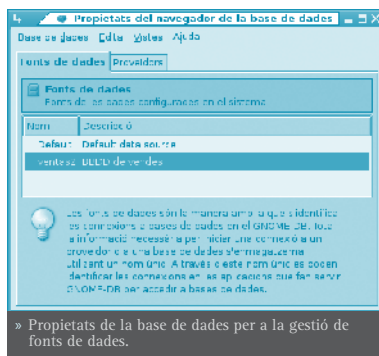 Propietats del navegador de la base de dades
Base de dades Edita Vistes Ajuda
Fonts de dades Proveïdors
Fonts de dades
Fonts de les dades configurades en el sistema
Nom Descripció
Default Default data source
ventas2 BBDD de vendes
Les fonts de dades són la manera amb la que s'identifica
les connexions a bases de dades en el GNOME-DB. Tota
la informació necessària per iniciar una connexió a un
proveïdor o a una base de dades s'emmagatzema
utilitzant un nom únic. A través d'este nom únic es poden
identificar les connexions en les aplicacions que fan servir
GNOME-DB per accedir a bases de dades.
» Propietats de la base de dades per a la gestió de
fonts de dades.